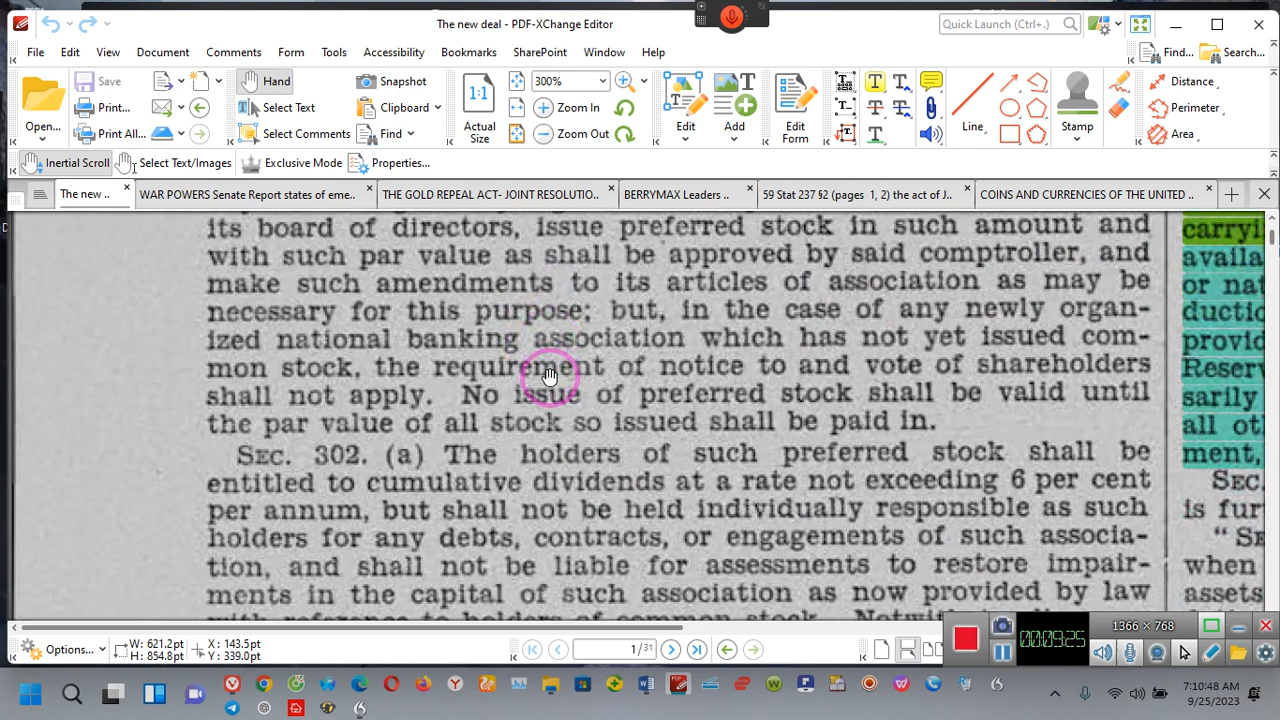 The new deal - PDF-XChange Editor
Quick Launch (Ctrl+.)
File Edit View Document Comments Form Tools Accessibility Bookmarks SharePoint Window Help
Find... Search...
Open... Save Print... Print All... Hand Select Text Select Comments Snapshot Clipboard Find Actual Size 300% Zoom In Zoom Out Edit Add Edit Form Line Stamp Distance Perimeter Area
Inertial Scroll Select Text/Images Exclusive Mode Properties...
The new .. WAR POWERS Senate Report states of eme.. THE GOLD REPEAL ACT- JOINT RESOLUTIO.. BERRYMAX Leaders .. 59 Stat 237 §2 (pages 1, 2) the act of J.. COINS AND CURRENCIES OF THE UNITED ..
its board of directors, issue preferred stock in such amount and
with such par value as shall be approved by said comptroller, and
make such amendments to its articles of association as may be
necessary for this purpose; but, in the case of any newly organ-
ized national banking association which has not yet issued com-
mon stock, the requirement of notice to and vote of shareholders
shall not apply. No issue of preferred stock shall be valid until
the par value of all stock so issued shall be paid in.
SEC. 302. (a) The holders of such preferred stock shall be
entitled to cumulative dividends at a rate not exceeding 6 per cent
per annum, but shall not be held individually responsible as such
holders for any debts, contracts, or engagements of such associa-
tion, and shall not be liable for assessments to restore impair-
ments in the capital of such association as now provided by law
with reference to holders of common stock.
carryi
availa
or nat
ductio
provid
Reserv
sarily
all ot
ment,
SEC.
is fur
"SE
when
assets
Options... W: 621.2pt H: 854.8pt X: 143.5pt Y: 339.0pt 1/31
00:09:25 1366 × 768
7:10:48 AM
9/25/2023